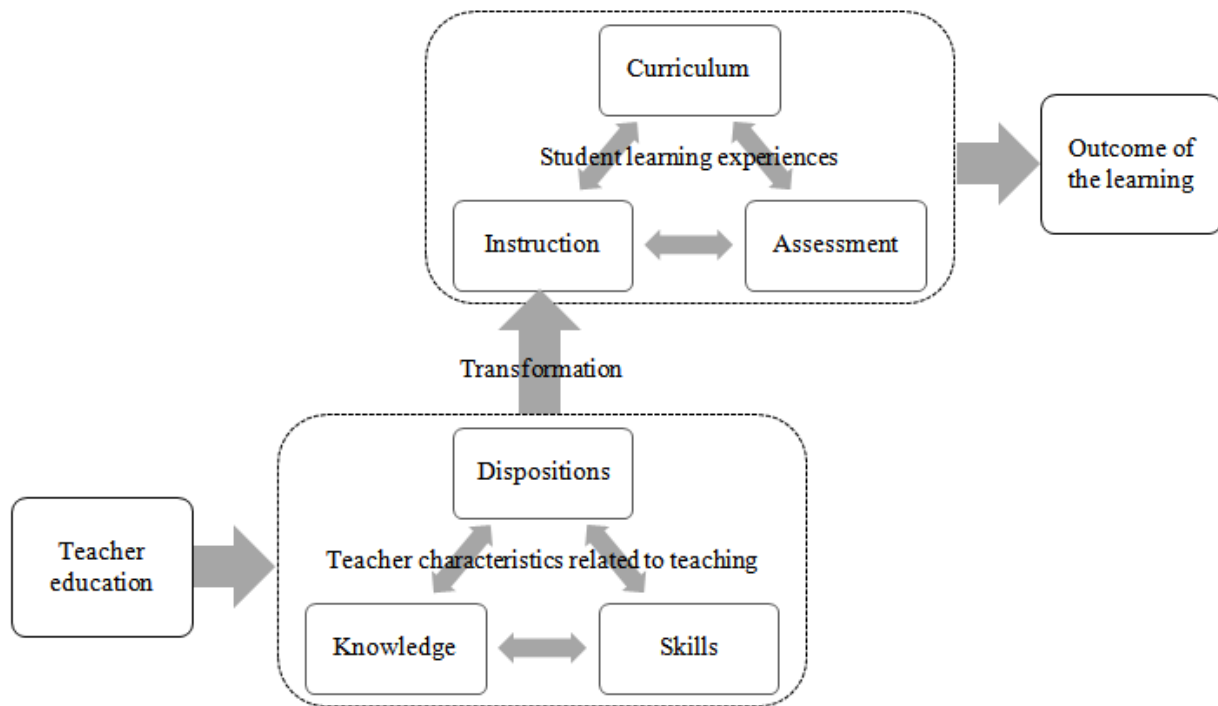 Curriculum
Student learning experiences
Instruction
Assessment
Outcome of
the learning
Transformation
Dispositions
Teacher
education
Teacher characteristics related to teaching
Knowledge
Skills